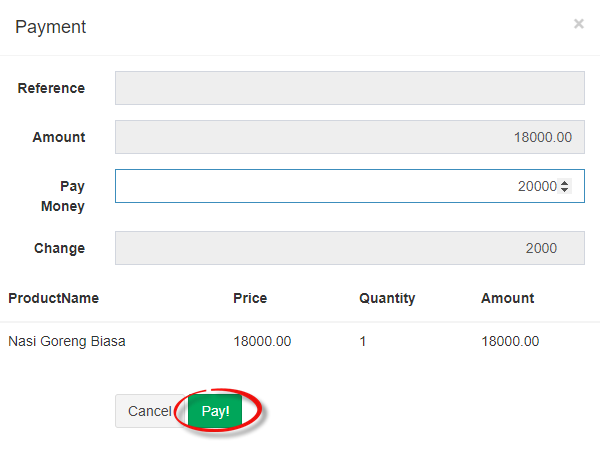 Payment ×
Reference
Amount 18000.00
Pay Money 20000
Change 2000
ProductName Price Quantity Amount
Nasi Goreng Biasa 18000.00 1 18000.00
Cancel Pay!